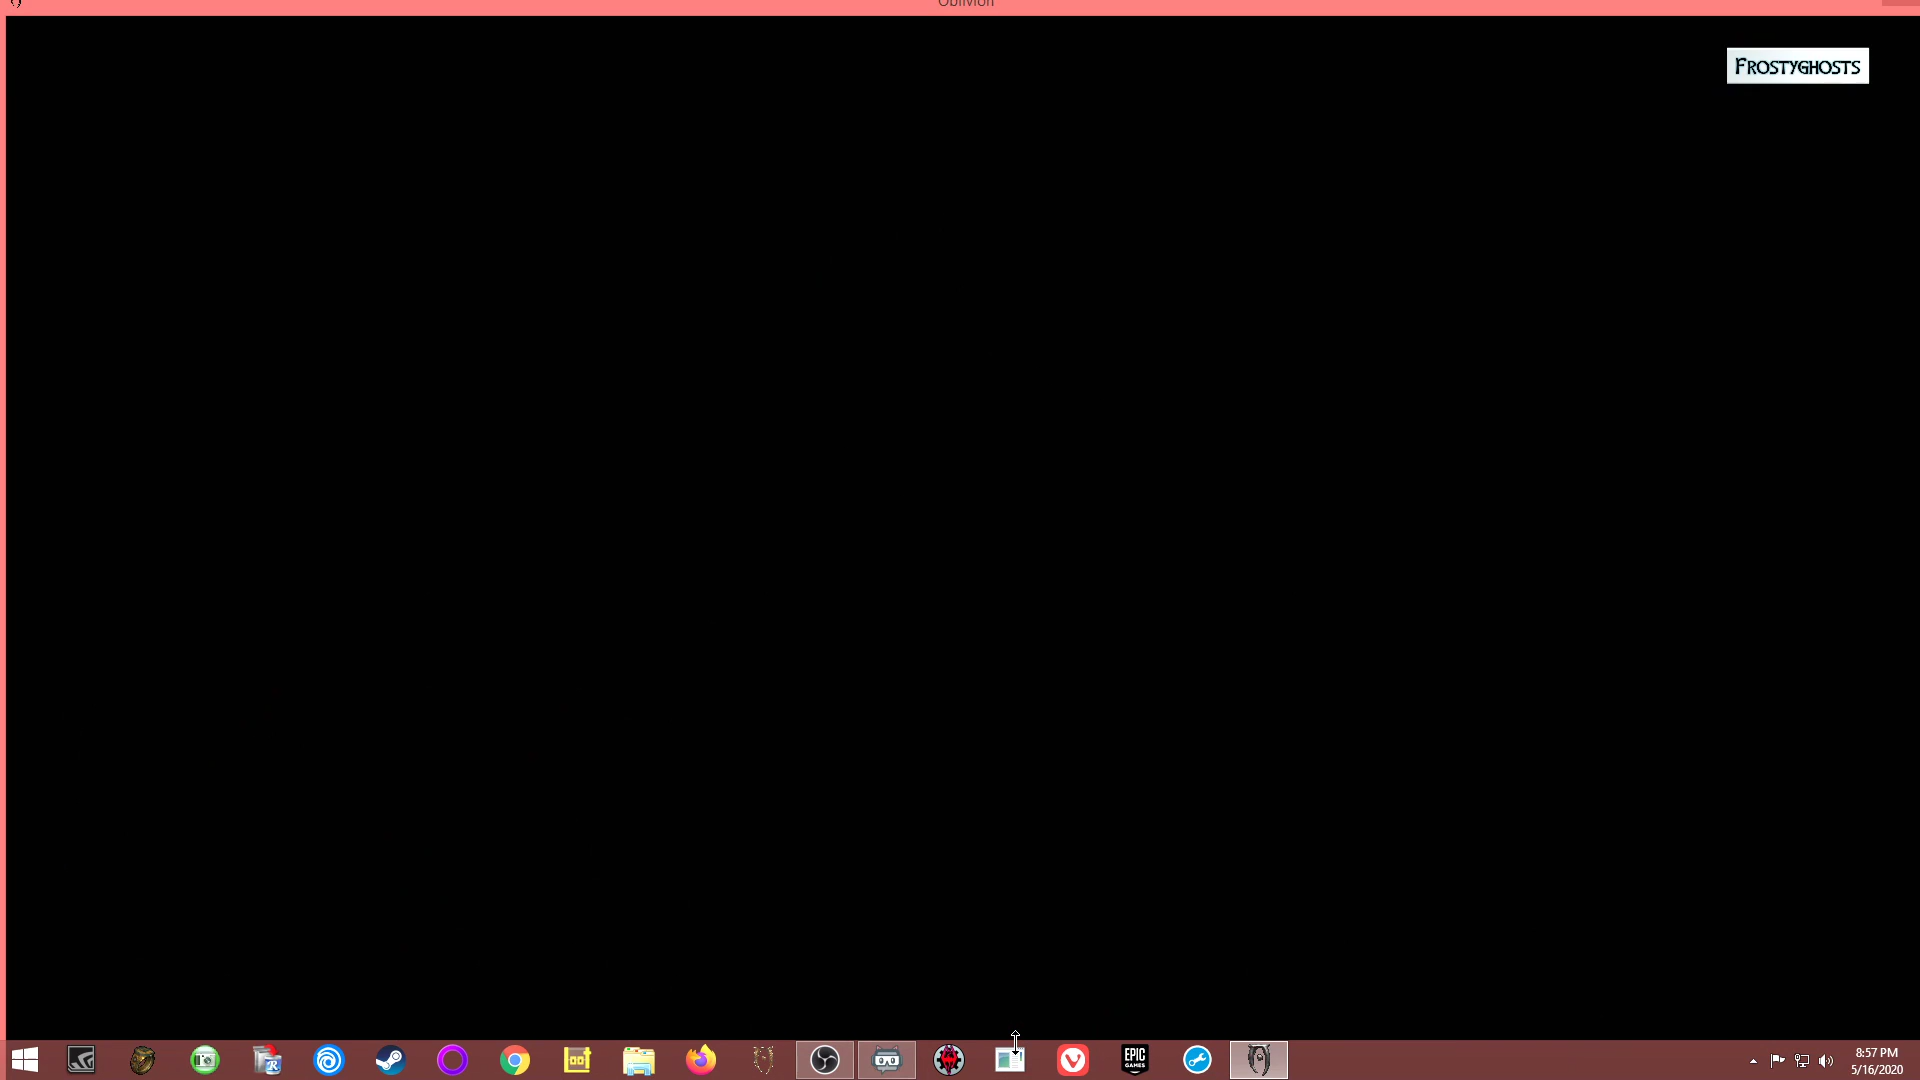 Oblivion
FROSTYGHOSTS
EPIC
GAMES
8:57 PM
5/16/2020